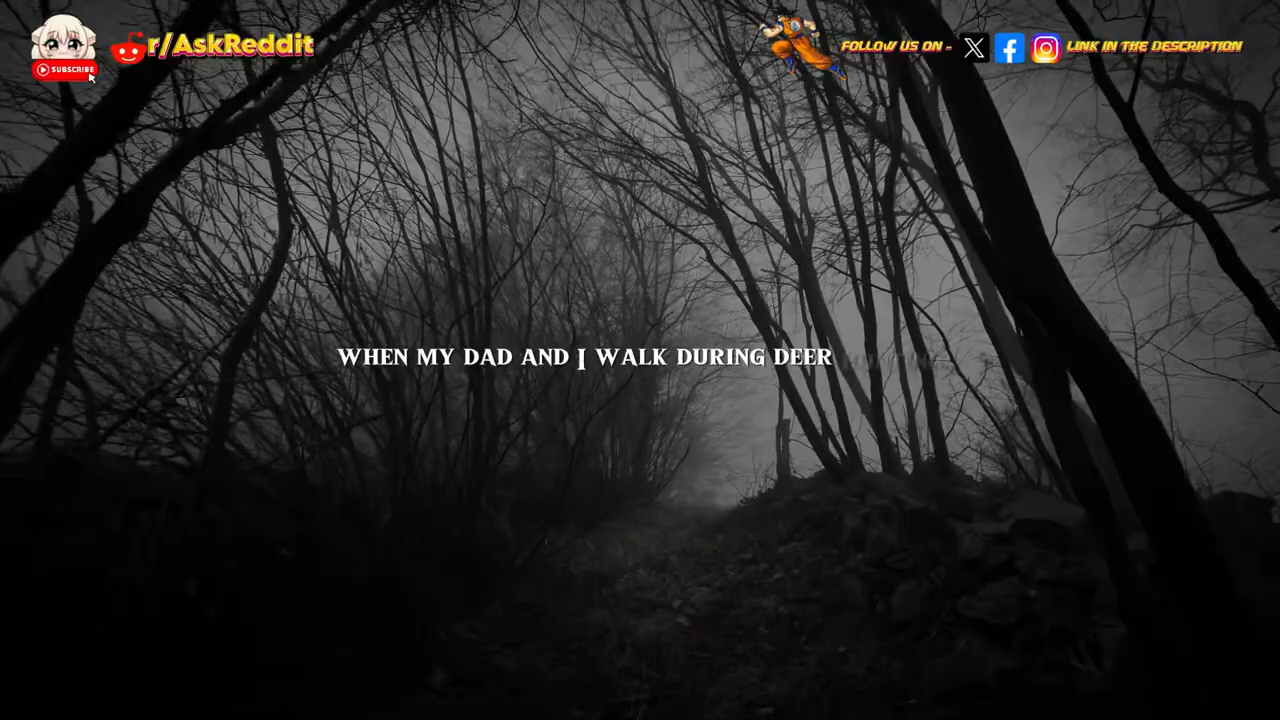 r/AskReddit
SUBSCRIBE
FOLLOW US ON -
LINK IN THE DESCRIPTION
WHEN MY DAD AND I WALK DURING DEER